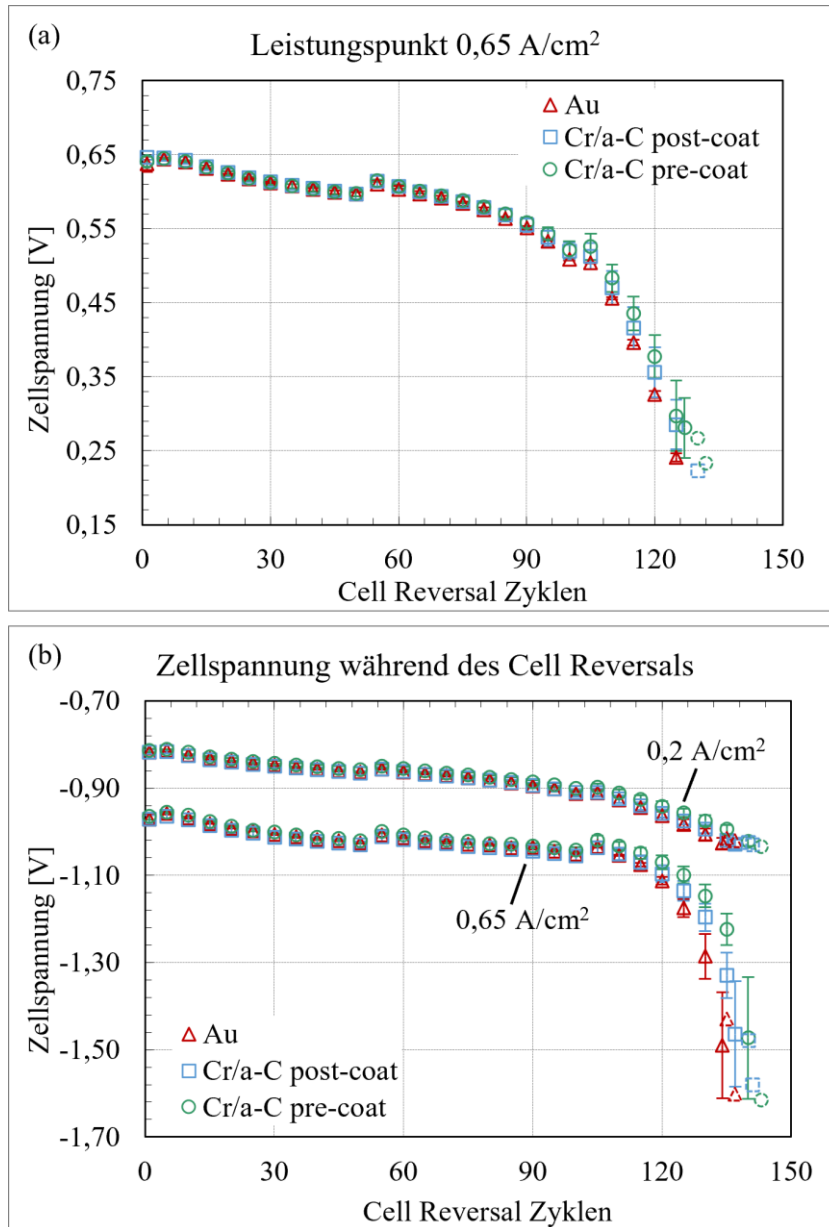 (a)
Leistungspunkt 0,65 A/cm²
Au
Cr/a-C post-coat
Cr/a-C pre-coat
Zellspannung [V]
0,75
0,65
0,55
0,45
0,35
0,25
0,15
0 30 60 90 120 150
Cell Reversal Zyklen
(b)
Zellspannung während des Cell Reversals
0,2 A/cm²
0,65 A/cm²
Au
Cr/a-C post-coat
Cr/a-C pre-coat
Zellspannung [V]
-0,70
-0,90
-1,10
-1,30
-1,50
-1,70
0 30 60 90 120 150
Cell Reversal Zyklen